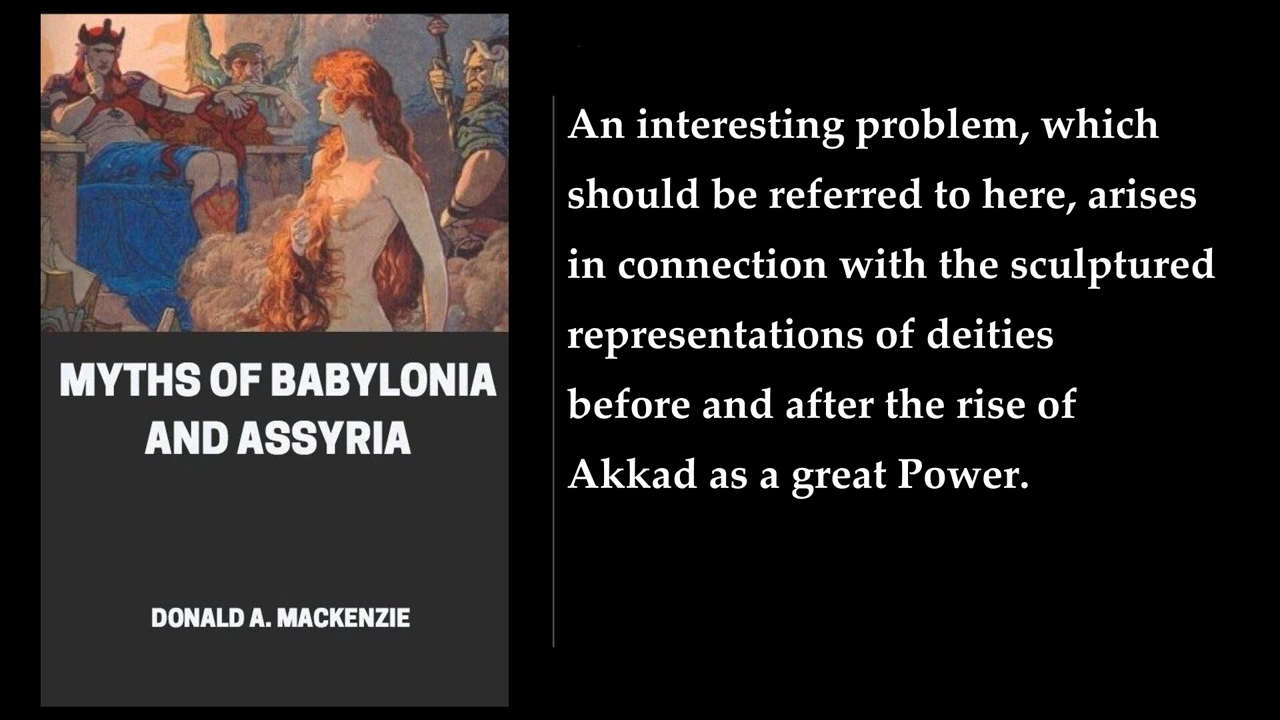 MYTHS OF BABYLONIA
AND ASSYRIA
DONALD A. MACKENZIE
An interesting problem, which
should be referred to here, arises
in connection with the sculptured
representations of deities
before and after the rise of
Akkad as a great Power.